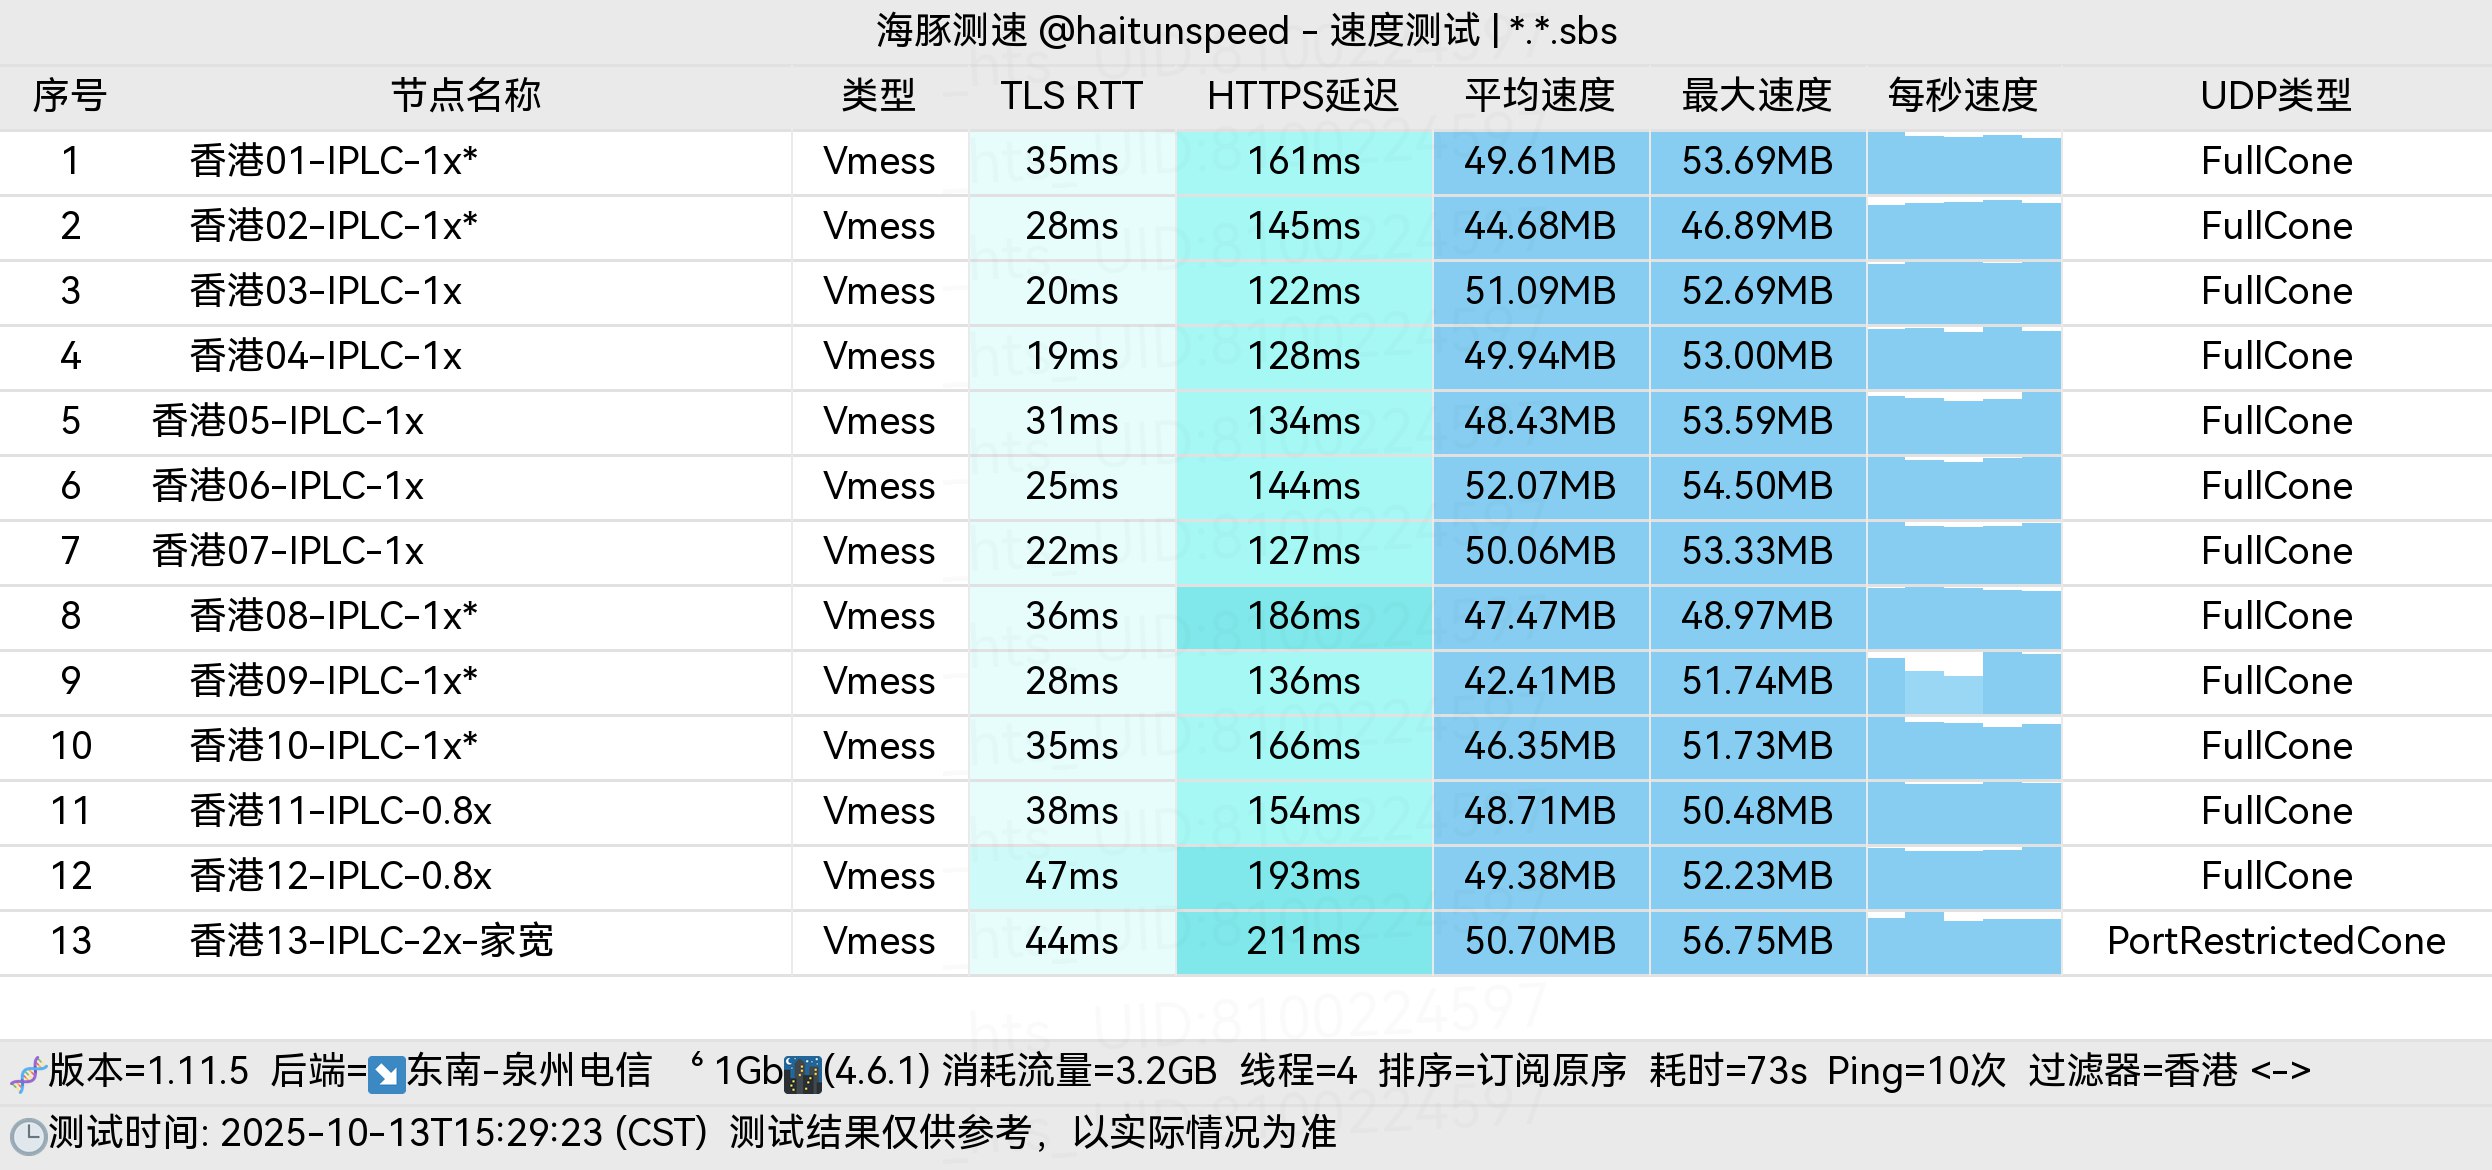 海豚测速 @haitunspeed - 速度测试 | *.*.sbs
序号 节点名称 类型 TLS RTT HTTPS延迟 平均速度 最大速度 每秒速度 UDP类型
1 香港01-IPLC-1x* Vmess 35ms 161ms 49.61MB 53.69MB FullCone
2 香港02-IPLC-1x* Vmess 28ms 145ms 44.68MB 46.89MB FullCone
3 香港03-IPLC-1x Vmess 20ms 122ms 51.09MB 52.69MB FullCone
4 香港04-IPLC-1x Vmess 19ms 128ms 49.94MB 53.00MB FullCone
5 香港05-IPLC-1x Vmess 31ms 134ms 48.43MB 53.59MB FullCone
6 香港06-IPLC-1x Vmess 25ms 144ms 52.07MB 54.50MB FullCone
7 香港07-IPLC-1x Vmess 22ms 127ms 50.06MB 53.33MB FullCone
8 香港08-IPLC-1x* Vmess 36ms 186ms 47.47MB 48.97MB FullCone
9 香港09-IPLC-1x* Vmess 28ms 136ms 42.41MB 51.74MB FullCone
10 香港10-IPLC-1x* Vmess 35ms 166ms 46.35MB 51.73MB FullCone
11 香港11-IPLC-0.8x Vmess 38ms 154ms 48.71MB 50.48MB FullCone
12 香港12-IPLC-0.8x Vmess 47ms 193ms 49.38MB 52.23MB FullCone
13 香港13-IPLC-2x-家宽 Vmess 44ms 211ms 50.70MB 56.75MB PortRestrictedCone
_hts_ UID:8100224597
🧬版本=1.11.5 后端=↘️东南-泉州电信 ⁶ 1Gb🌃(4.6.1) 消耗流量=3.2GB 线程=4 排序=订阅原序 耗时=73s Ping=10次 过滤器=香港 <->
🕒测试时间: 2025-10-13T15:29:23 (CST) 测试结果仅供参考，以实际情况为准